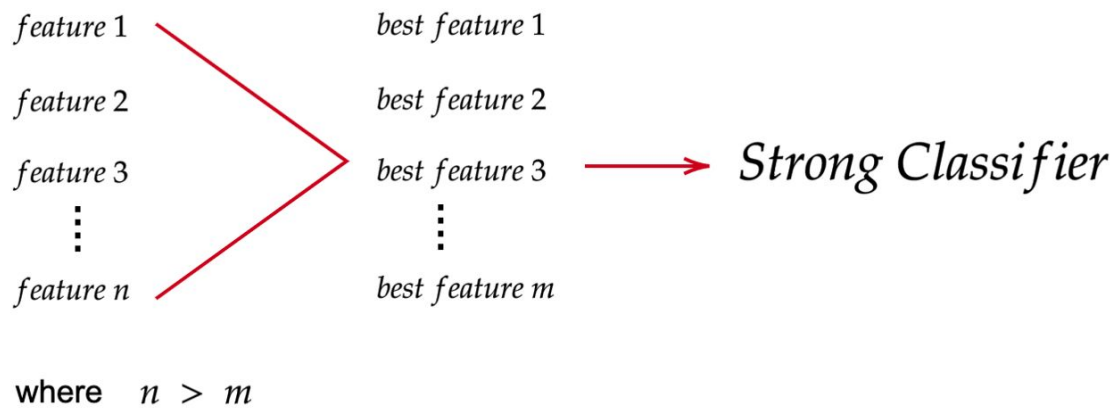 feature 1
feature 2
feature 3
feature n
best feature 1
best feature 2
best feature 3
best feature m
Strong Classifier
where n > m